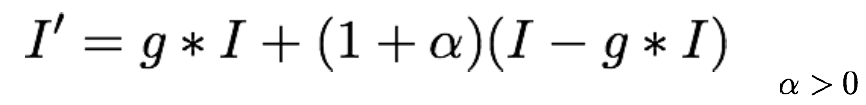 I′ = g ∗ I + (1 + α)(I − g ∗ I)
α > 0